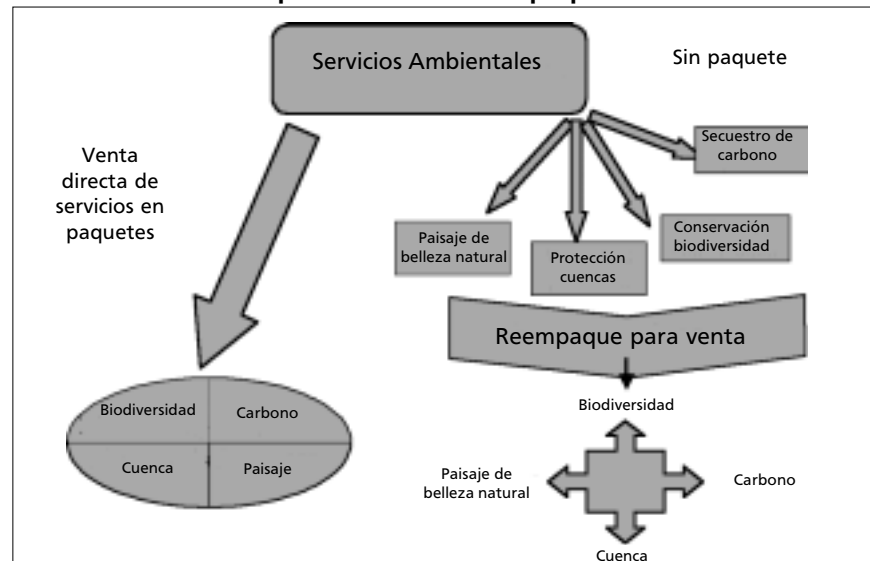 Servicios Ambientales
Sin paquete
Secuestro de
carbono
Venta
directa de
servicios en
paquetes
Paisaje de
belleza natural
Protección
cuencas
Conservación
biodiversidad
Reempaque para venta
Biodiversidad
Carbono
Cuenca
Paisaje
Biodiversidad
Paisaje de
belleza natural
Carbono
Cuenca